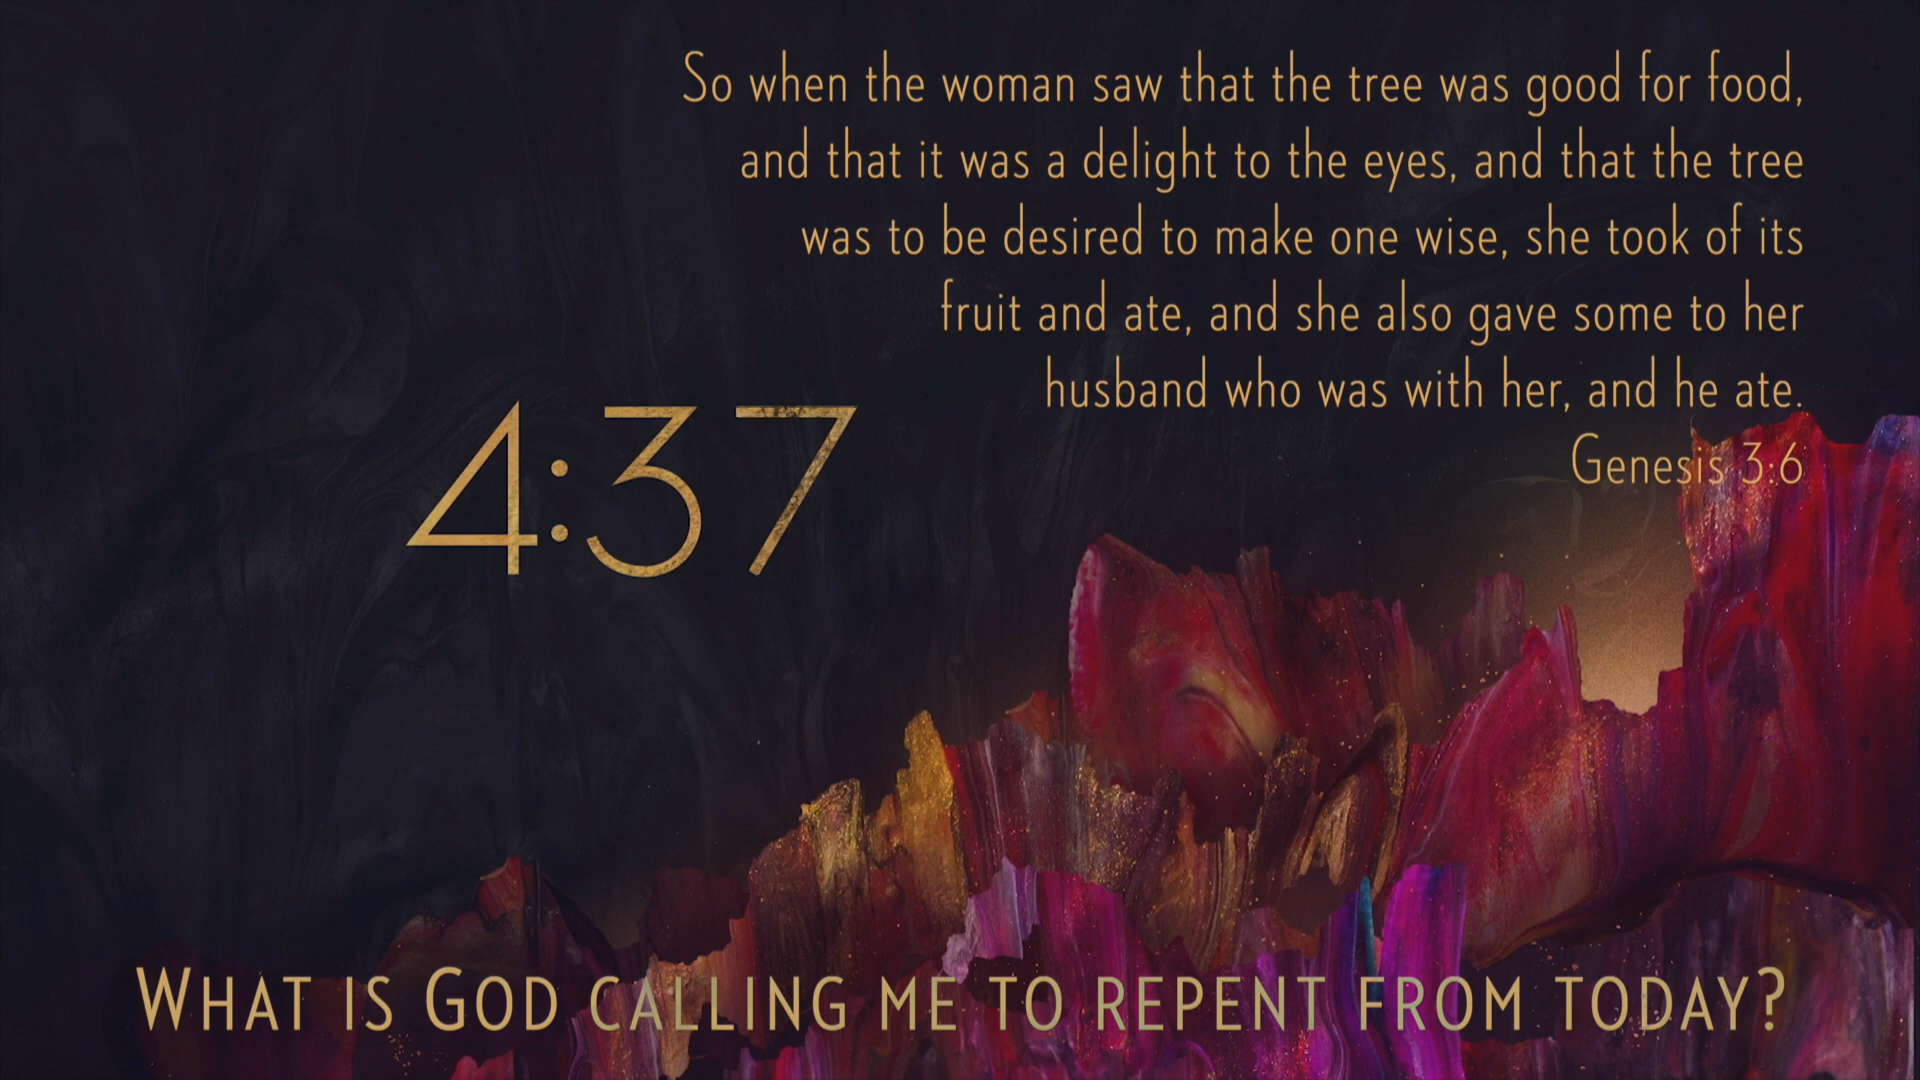 So when the woman saw that the tree was good for food,
and that it was a delight to the eyes, and that the tree
was to be desired to make one wise, she took of its
fruit and ate, and she also gave some to her
husband who was with her, and he ate.
Genesis 3:6
4:37
What is God calling me to repent from today?